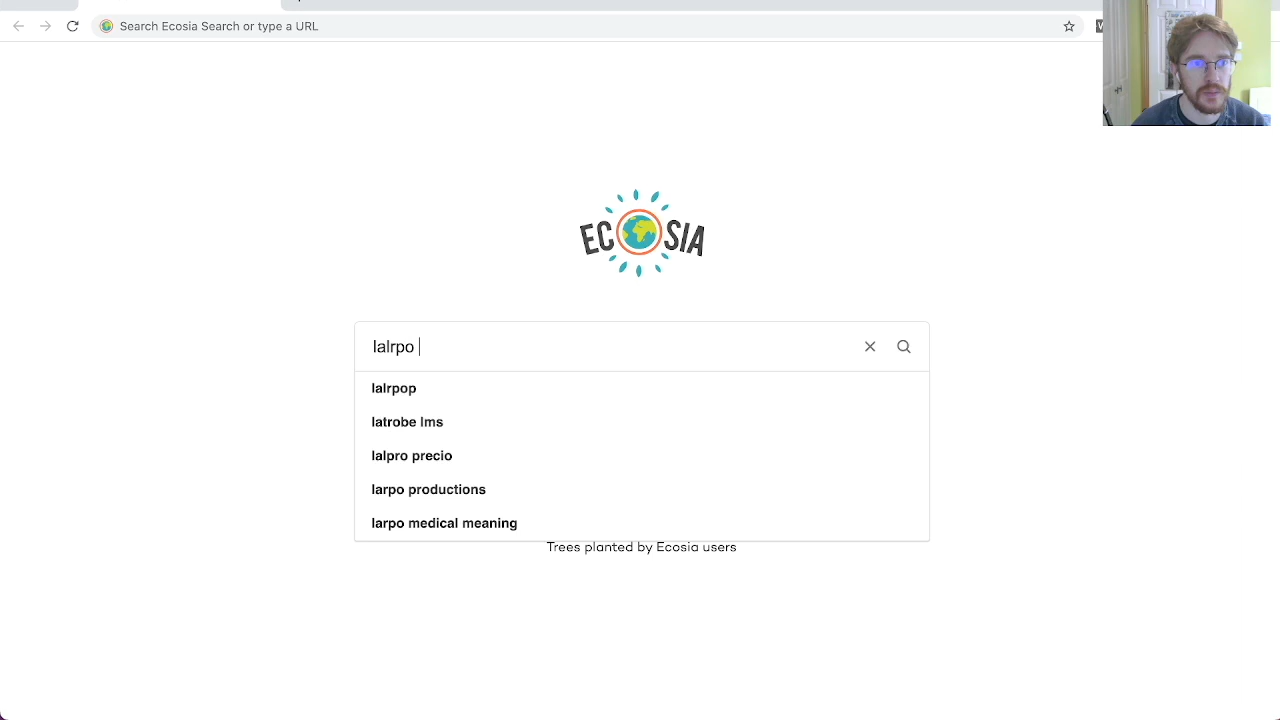 Search Ecosia Search or type a URL
ECOSIA
lalrpo
lalrpop
latrobe lms
lalpro precio
larpo productions
larpo medical meaning
Trees planted by Ecosia users